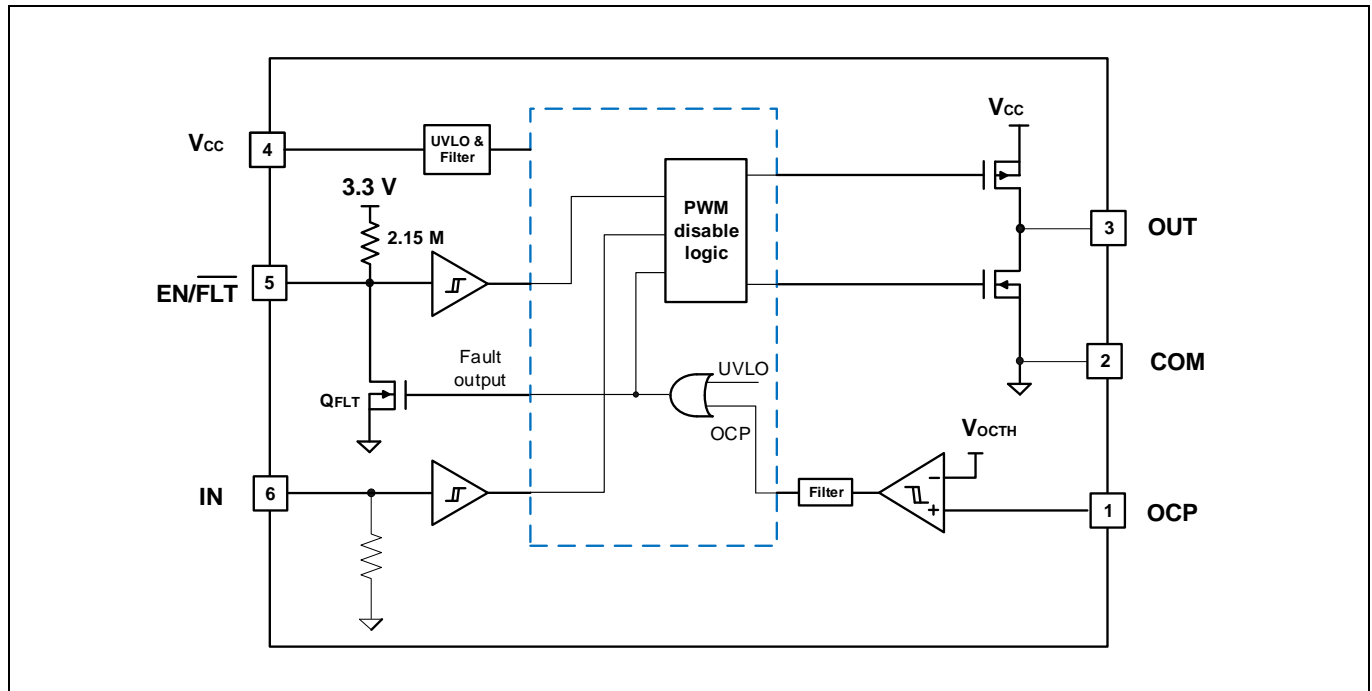 VCC
4
UVLO &
Filter
3.3 V
2.15 M
EN/FLT
5
QFLT
Fault
output
IN
6
PWM
disable
logic
UVLO
OCP
Filter
VOCTH
−
+
VCC
3
OUT
2
COM
1
OCP